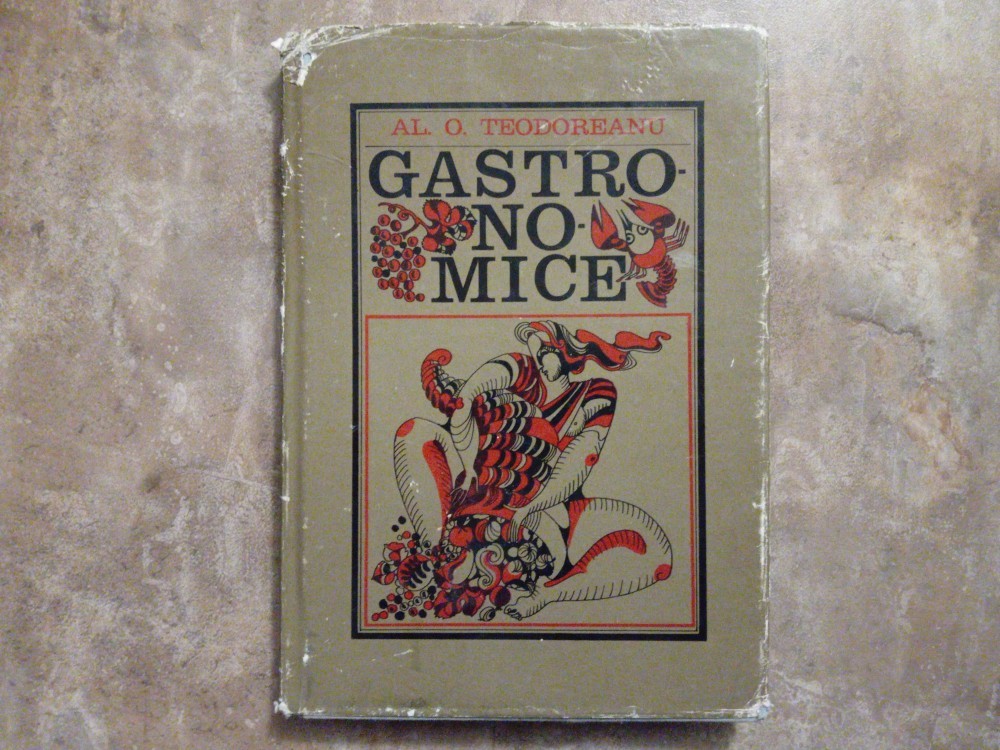 AL. O. TEODOREANU
GASTRO-
NO-
MICE